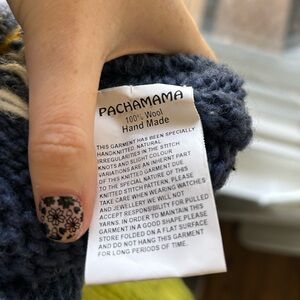 PACHAMAMA
100% Wool
Hand Made
THIS GARMENT HAS BEEN SPECIALLY
HANDKNITTED. NATURAL
IRREGULARITIES IN THE STITCH
KNOTS AND SLIGHT COLOUR
VARIATIONS ARE AN INHERNT PART
OF THIS KNITTED GARMENT. DUE
TO THE SPECIAL NATURE OF THIS
KNITTED STITCH PATTERN, PLEASE
TAKE CARE WHEN WEARING WATCHES
AND JEWELLERY WE WILL NOT
ACCEPT RESPONSIBILITY FOR PULLED
YARNS. IN ORDER TO MAINTAIN THIS
GARMENT IN A GOOD SHAPE,PLEASE
STORE FOLDED ON A FLAT SURFACE
AND DO NOT HANG THIS GARMENT
FOR LONG PERIODS OF TIME.